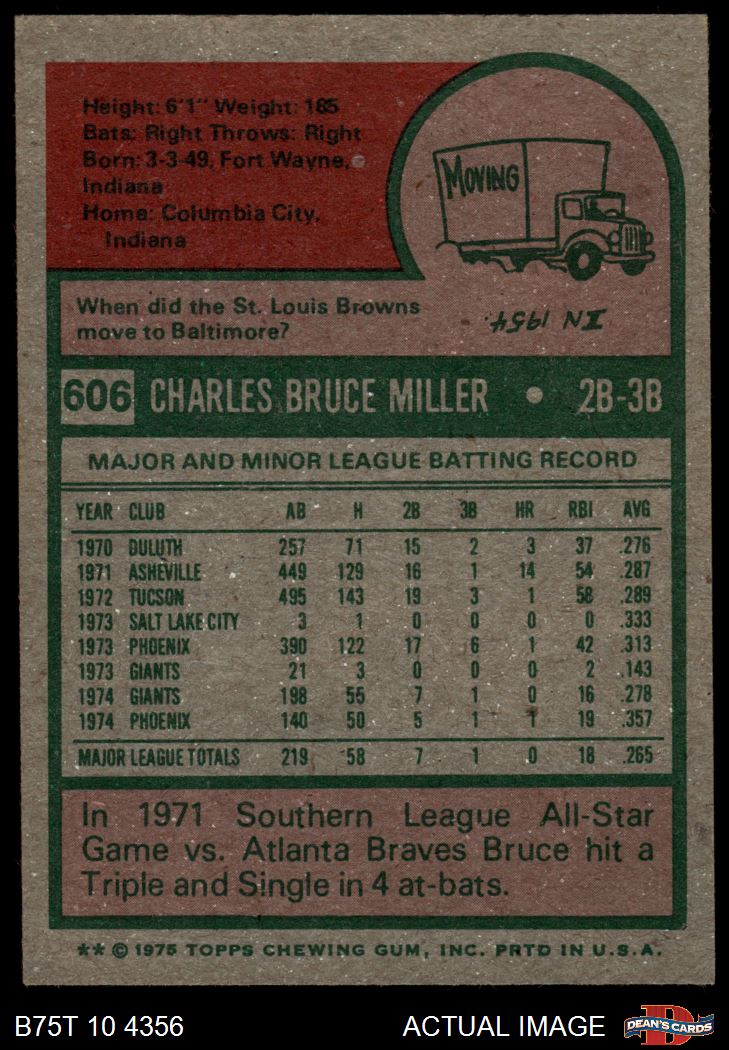 Height: 6'1" Weight: 185
Bats: Right Throws: Right
Born: 3-3-49, Fort Wayne,
Indiana
Home: Columbia City,
Indiana
MOVING
When did the St. Louis Browns
move to Baltimore?
IN 1954.
606 CHARLES BRUCE MILLER • 2B-3B
MAJOR AND MINOR LEAGUE BATTING RECORD
YEAR CLUB AB H 2B 3B HR RBI AVG
1970 DULUTH 257 71 15 2 3 37 .276
1971 ASHEVILLE 449 129 16 1 14 54 .287
1972 TUCSON 495 143 19 3 1 58 .289
1973 SALT LAKE CITY 3 1 0 0 0 0 .333
1973 PHOENIX 390 122 17 6 1 42 .313
1973 GIANTS 21 3 0 0 0 2 .143
1974 GIANTS 198 55 7 1 0 16 .278
1974 PHOENIX 140 50 5 1 1 19 .357
MAJOR LEAGUE TOTALS 219 58 7 1 0 18 .265
In 1971 Southern League All-Star
Game vs. Atlanta Braves Bruce hit a
Triple and Single in 4 at-bats.
** © 1975 TOPPS CHEWING GUM, INC. PRTD IN U.S.A.
B75T 10 4356 ACTUAL IMAGE DEAN'S CARDS